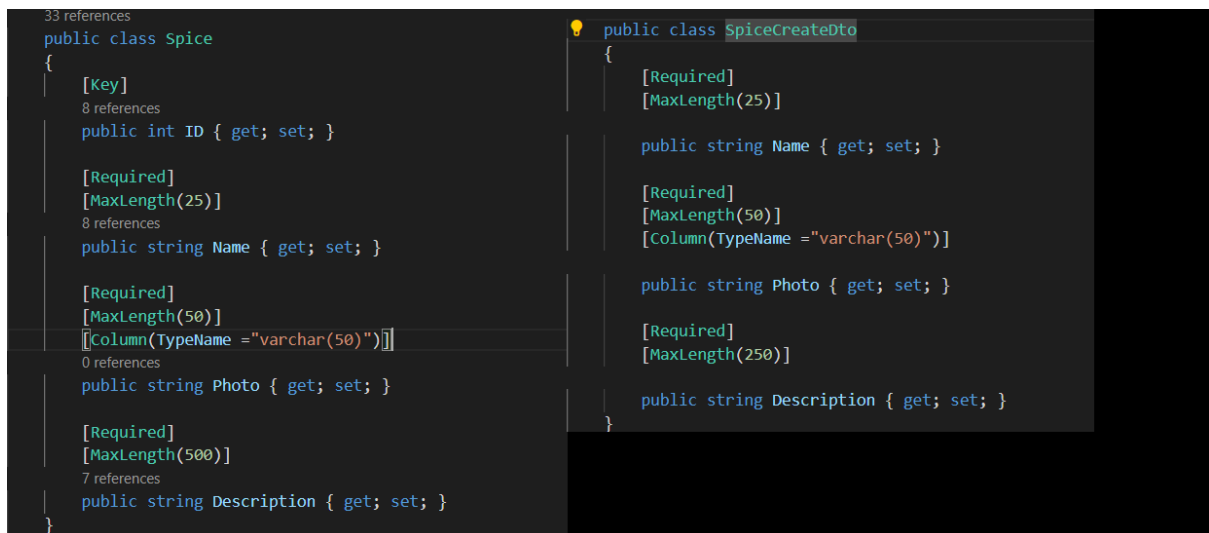 33 references
public class Spice
{
[Key]
8 references
public int ID { get; set; }
[Required]
[MaxLength(25)]
8 references
public string Name { get; set; }
[Required]
[MaxLength(50)]
[Column(TypeName ="varchar(50)")]
0 references
public string Photo { get; set; }
[Required]
[MaxLength(500)]
7 references
public string Description { get; set; }
}
public class SpiceCreateDto
{
[Required]
[MaxLength(25)]
public string Name { get; set; }
[Required]
[MaxLength(50)]
[Column(TypeName ="varchar(50)")]
public string Photo { get; set; }
[Required]
[MaxLength(250)]
public string Description { get; set; }
}